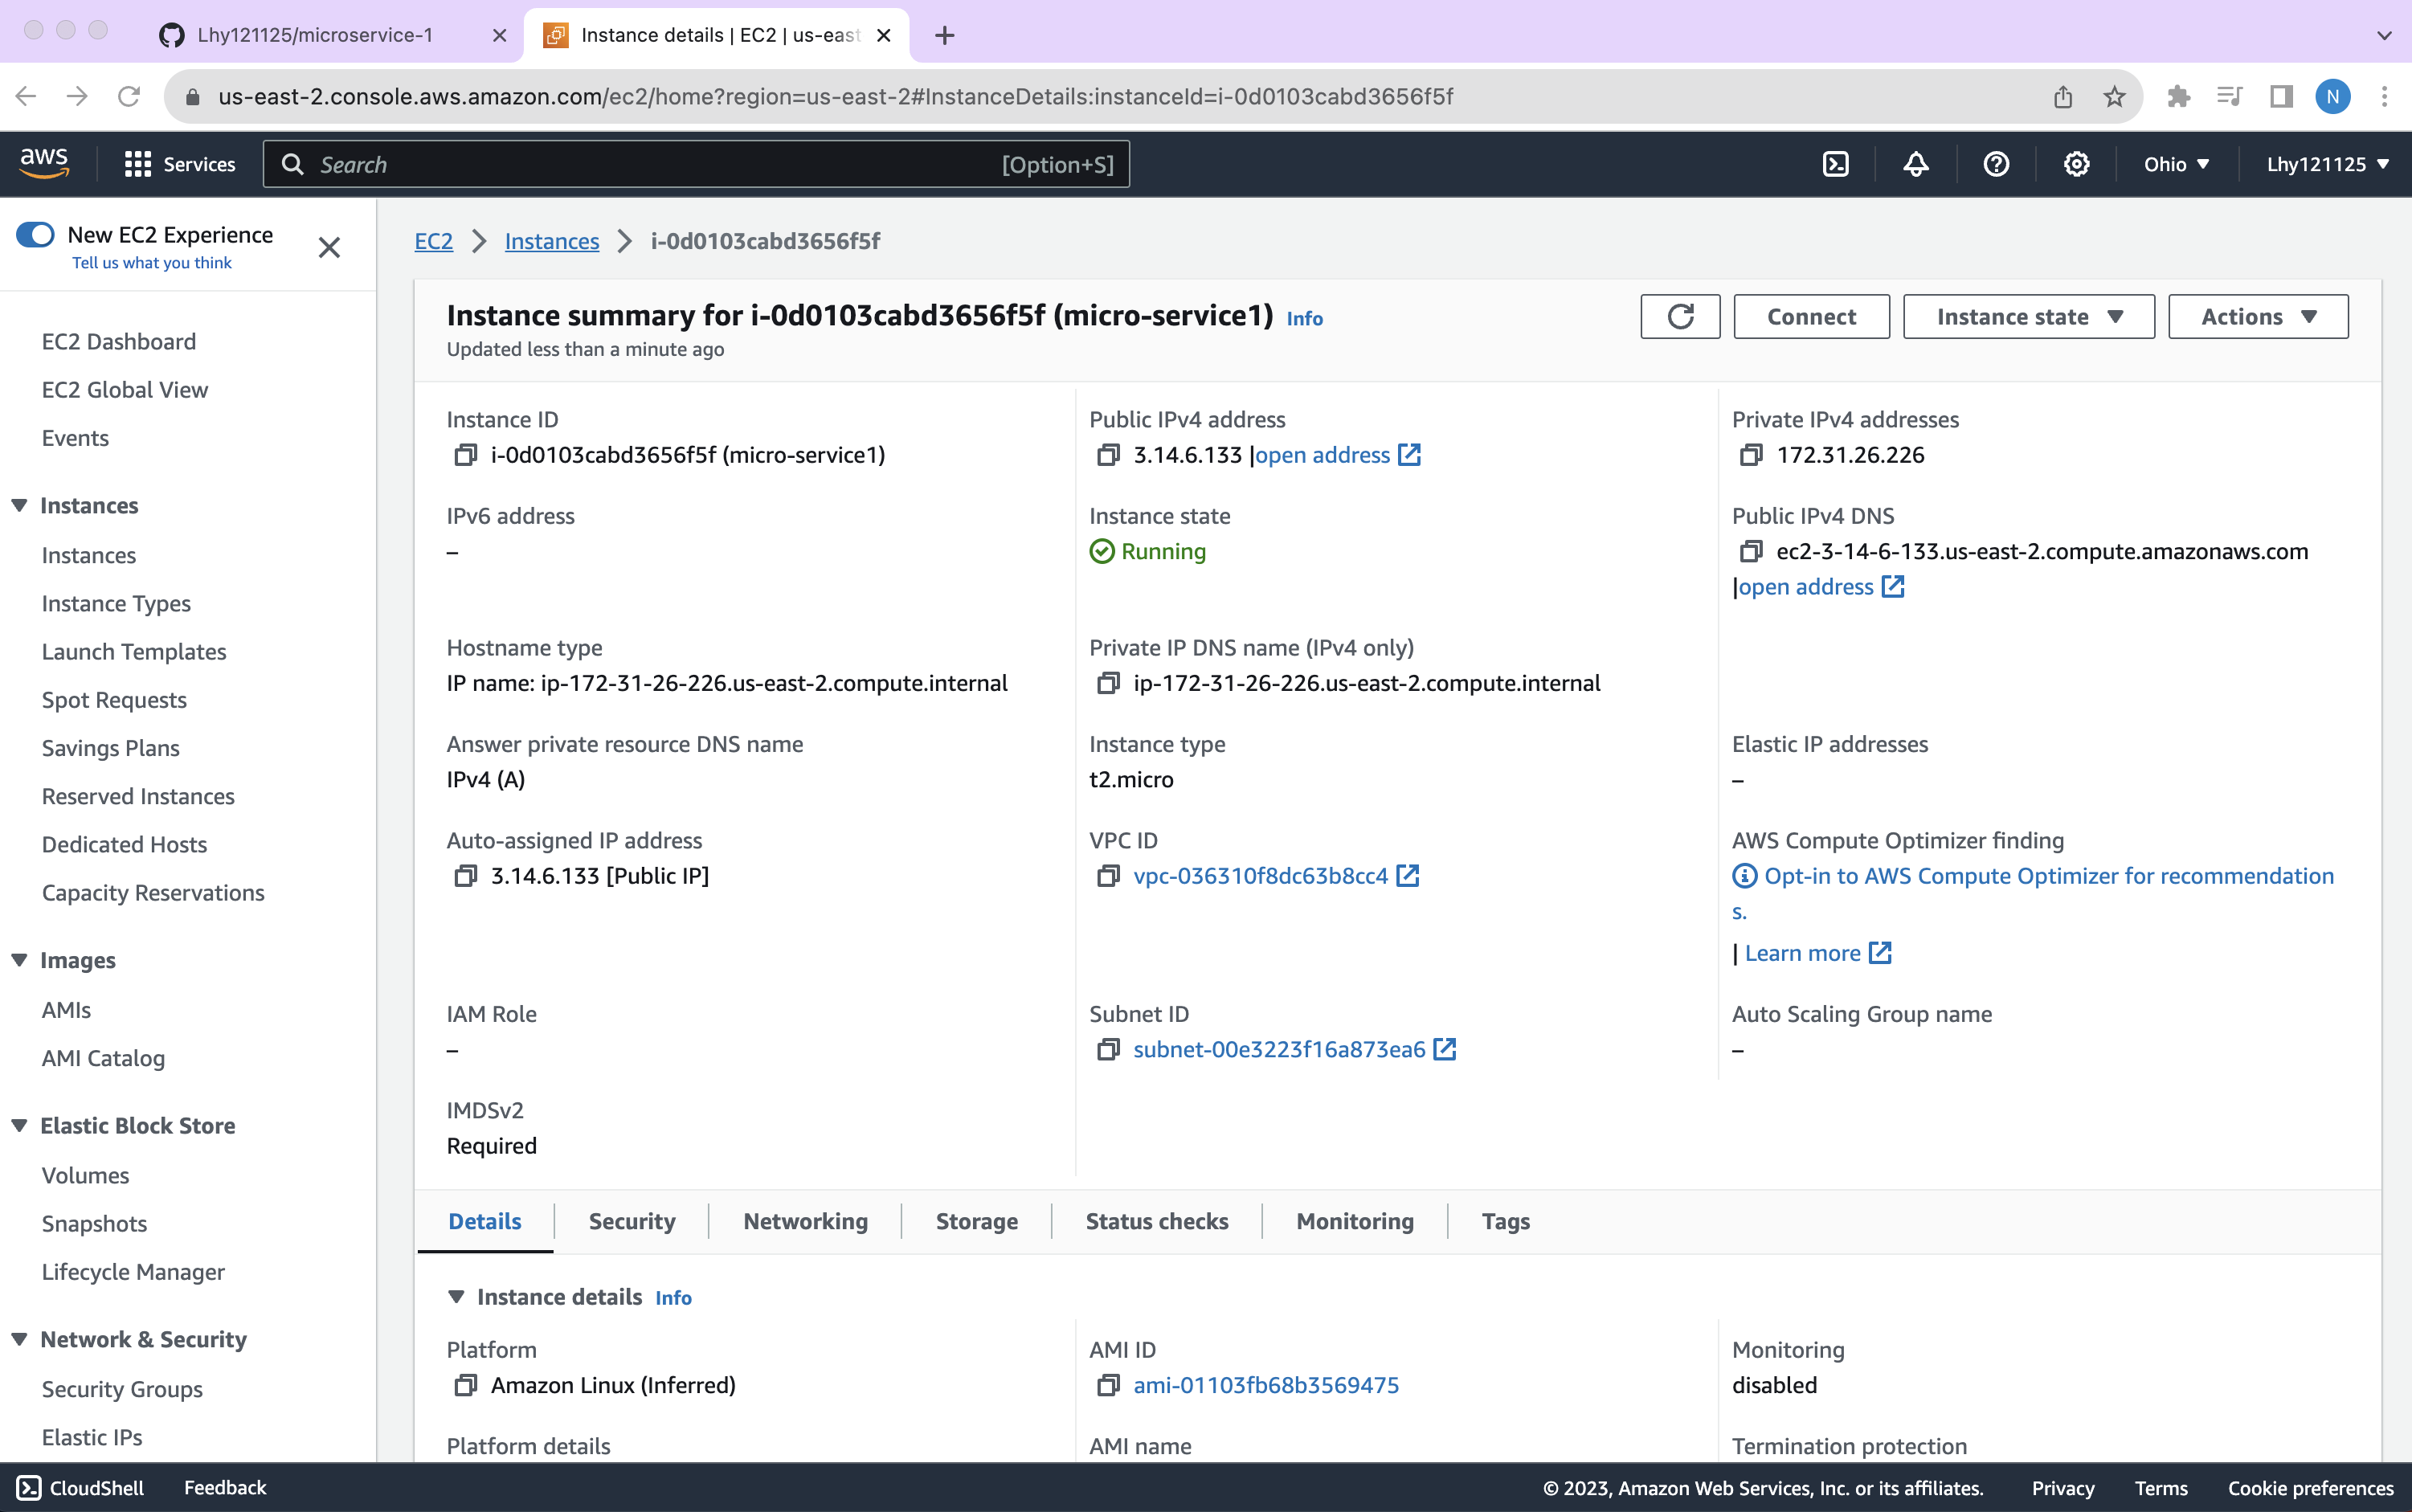 Lhy121125/microservice-1
Instance details | EC2 | us-east
us-east-2.console.aws.amazon.com/ec2/home?region=us-east-2#InstanceDetails:instanceId=i-0d0103cabd3656f5f
N
aws
Services
Search
[Option+S]
Ohio
Lhy121125
New EC2 Experience
Tell us what you think
EC2 Dashboard
EC2 Global View
Events
Instances
Instances
Instance Types
Launch Templates
Spot Requests
Savings Plans
Reserved Instances
Dedicated Hosts
Capacity Reservations
Images
AMIs
AMI Catalog
Elastic Block Store
Volumes
Snapshots
Lifecycle Manager
Network & Security
Security Groups
Elastic IPs
EC2 > Instances > i-0d0103cabd3656f5f
Instance summary for i-0d0103cabd3656f5f (micro-service1) Info
Updated less than a minute ago
Connect
Instance state
Actions
Instance ID
i-0d0103cabd3656f5f (micro-service1)
Public IPv4 address
3.14.6.133 |open address
Private IPv4 addresses
172.31.26.226
IPv6 address
–
Instance state
Running
Public IPv4 DNS
ec2-3-14-6-133.us-east-2.compute.amazonaws.com
|open address
Hostname type
IP name: ip-172-31-26-226.us-east-2.compute.internal
Private IP DNS name (IPv4 only)
ip-172-31-26-226.us-east-2.compute.internal
Answer private resource DNS name
IPv4 (A)
Instance type
t2.micro
Elastic IP addresses
–
Auto-assigned IP address
3.14.6.133 [Public IP]
VPC ID
vpc-036310f8dc63b8cc4
AWS Compute Optimizer finding
Opt-in to AWS Compute Optimizer for recommendation
s.
| Learn more
IAM Role
–
Subnet ID
subnet-00e3223f16a873ea6
Auto Scaling Group name
–
IMDSv2
Required
Details
Security
Networking
Storage
Status checks
Monitoring
Tags
Instance details Info
Platform
Amazon Linux (Inferred)
AMI ID
ami-01103fb68b3569475
Monitoring
disabled
Platform details
AMI name
Termination protection
CloudShell
Feedback
© 2023, Amazon Web Services, Inc. or its affiliates.
Privacy
Terms
Cookie preferences